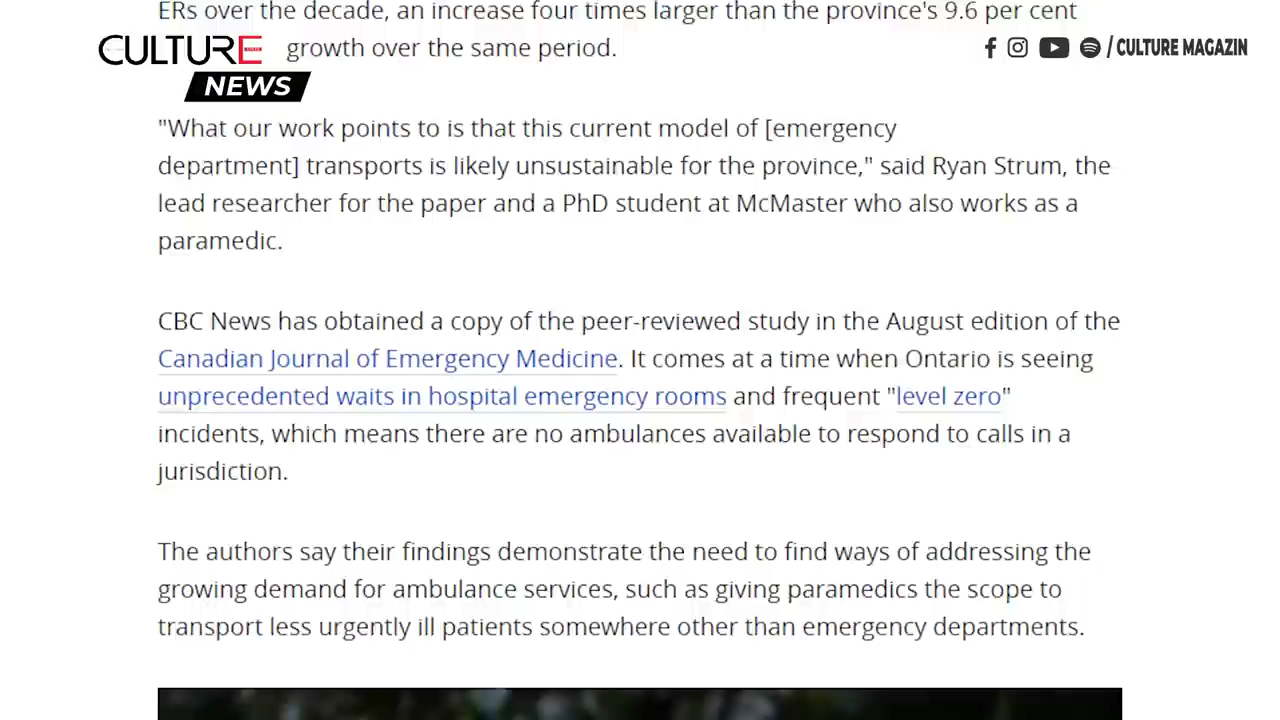 ERs over the decade, an increase four times larger than the province's 9.6 per cent
growth over the same period.
CULTURE
NEWS
/ CULTURE MAGAZIN
"What our work points to is that this current model of [emergency
department] transports is likely unsustainable for the province," said Ryan Strum, the
lead researcher for the paper and a PhD student at McMaster who also works as a
paramedic.
CBC News has obtained a copy of the peer-reviewed study in the August edition of the
Canadian Journal of Emergency Medicine. It comes at a time when Ontario is seeing
unprecedented waits in hospital emergency rooms and frequent "level zero"
incidents, which means there are no ambulances available to respond to calls in a
jurisdiction.
The authors say their findings demonstrate the need to find ways of addressing the
growing demand for ambulance services, such as giving paramedics the scope to
transport less urgently ill patients somewhere other than emergency departments.